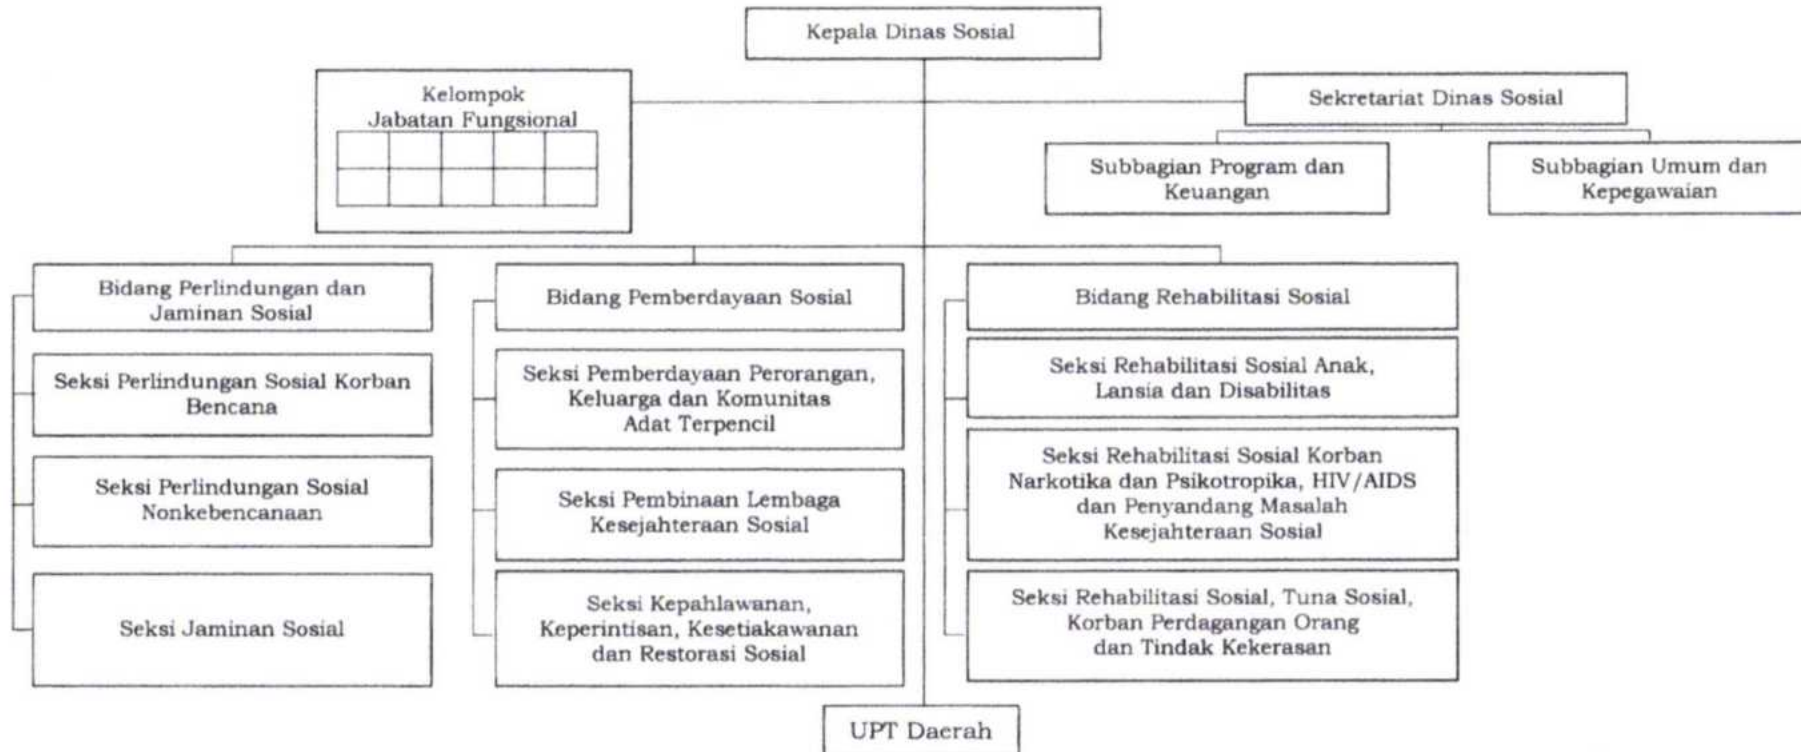 Kepala Dinas Sosial
Kelompok
Jabatan Fungsional
Sekretariat Dinas Sosial
Subbagian Program dan
Keuangan
Subbagian Umum dan
Kepegawaian
Bidang Perlindungan dan
Jaminan Sosial
Seksi Perlindungan Sosial Korban
Bencana
Seksi Perlindungan Sosial
Nonkebencanaan
Seksi Jaminan Sosial
Bidang Pemberdayaan Sosial
Seksi Pemberdayaan Perorangan,
Keluarga dan Komunitas
Adat Terpencil
Seksi Pembinaan Lembaga
Kesejahteraan Sosial
Seksi Kepahlawanan,
Keperintisan, Kesetiakawanan
dan Restorasi Sosial
Bidang Rehabilitasi Sosial
Seksi Rehabilitasi Sosial Anak,
Lansia dan Disabilitas
Seksi Rehabilitasi Sosial Korban
Narkotika dan Psikotropika, HIV/AIDS
dan Penyandang Masalah
Kesejahteraan Sosial
Seksi Rehabilitasi Sosial, Tuna Sosial,
Korban Perdagangan Orang
dan Tindak Kekerasan
UPT Daerah